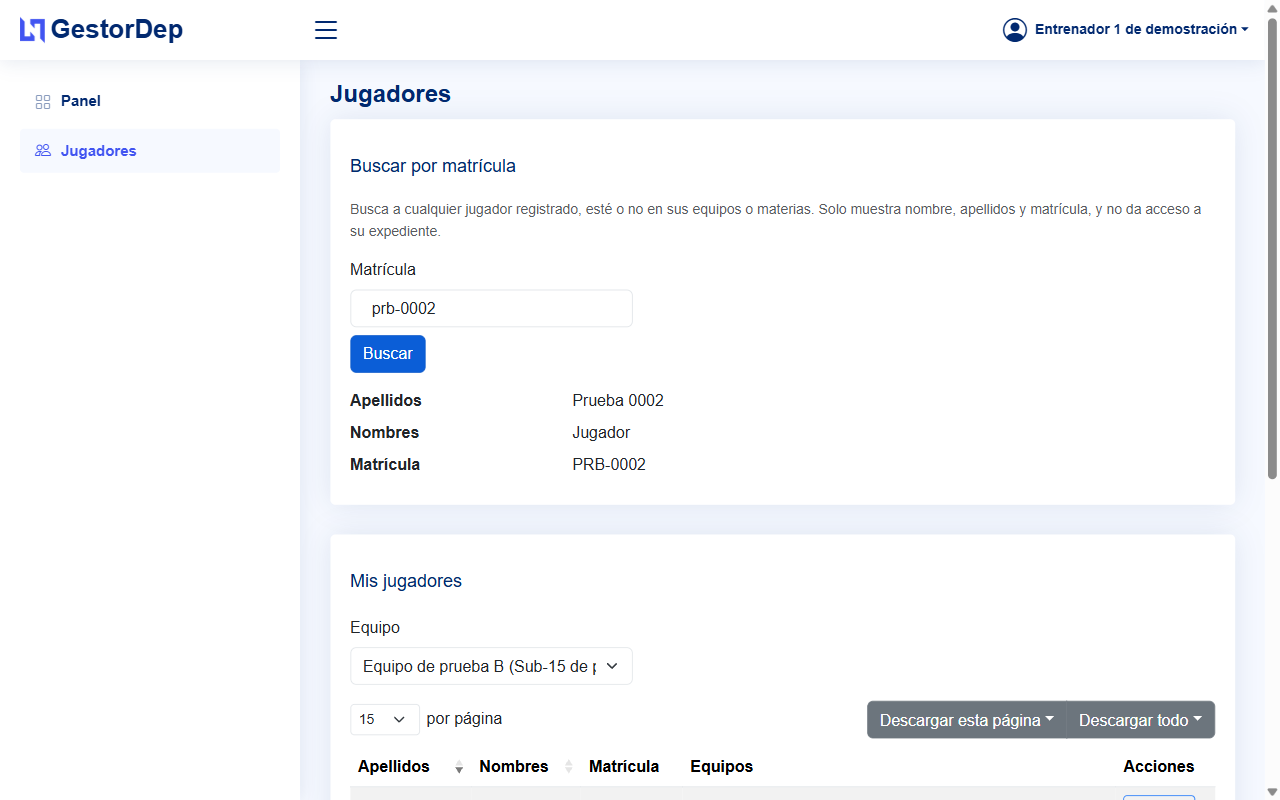 GestorDep
Entrenador 1 de demostración
Panel
Jugadores
Jugadores
Buscar por matrícula
Busca a cualquier jugador registrado, esté o no en sus equipos o materias. Solo muestra nombre, apellidos y matrícula, y no da acceso a
su expediente.
Matrícula
prb-0002
Buscar
Apellidos Prueba 0002
Nombres Jugador
Matrícula PRB-0002
Mis jugadores
Equipo
Equipo de prueba B (Sub-15 de p
15 por página Descargar esta página Descargar todo
Apellidos Nombres Matrícula Equipos Acciones